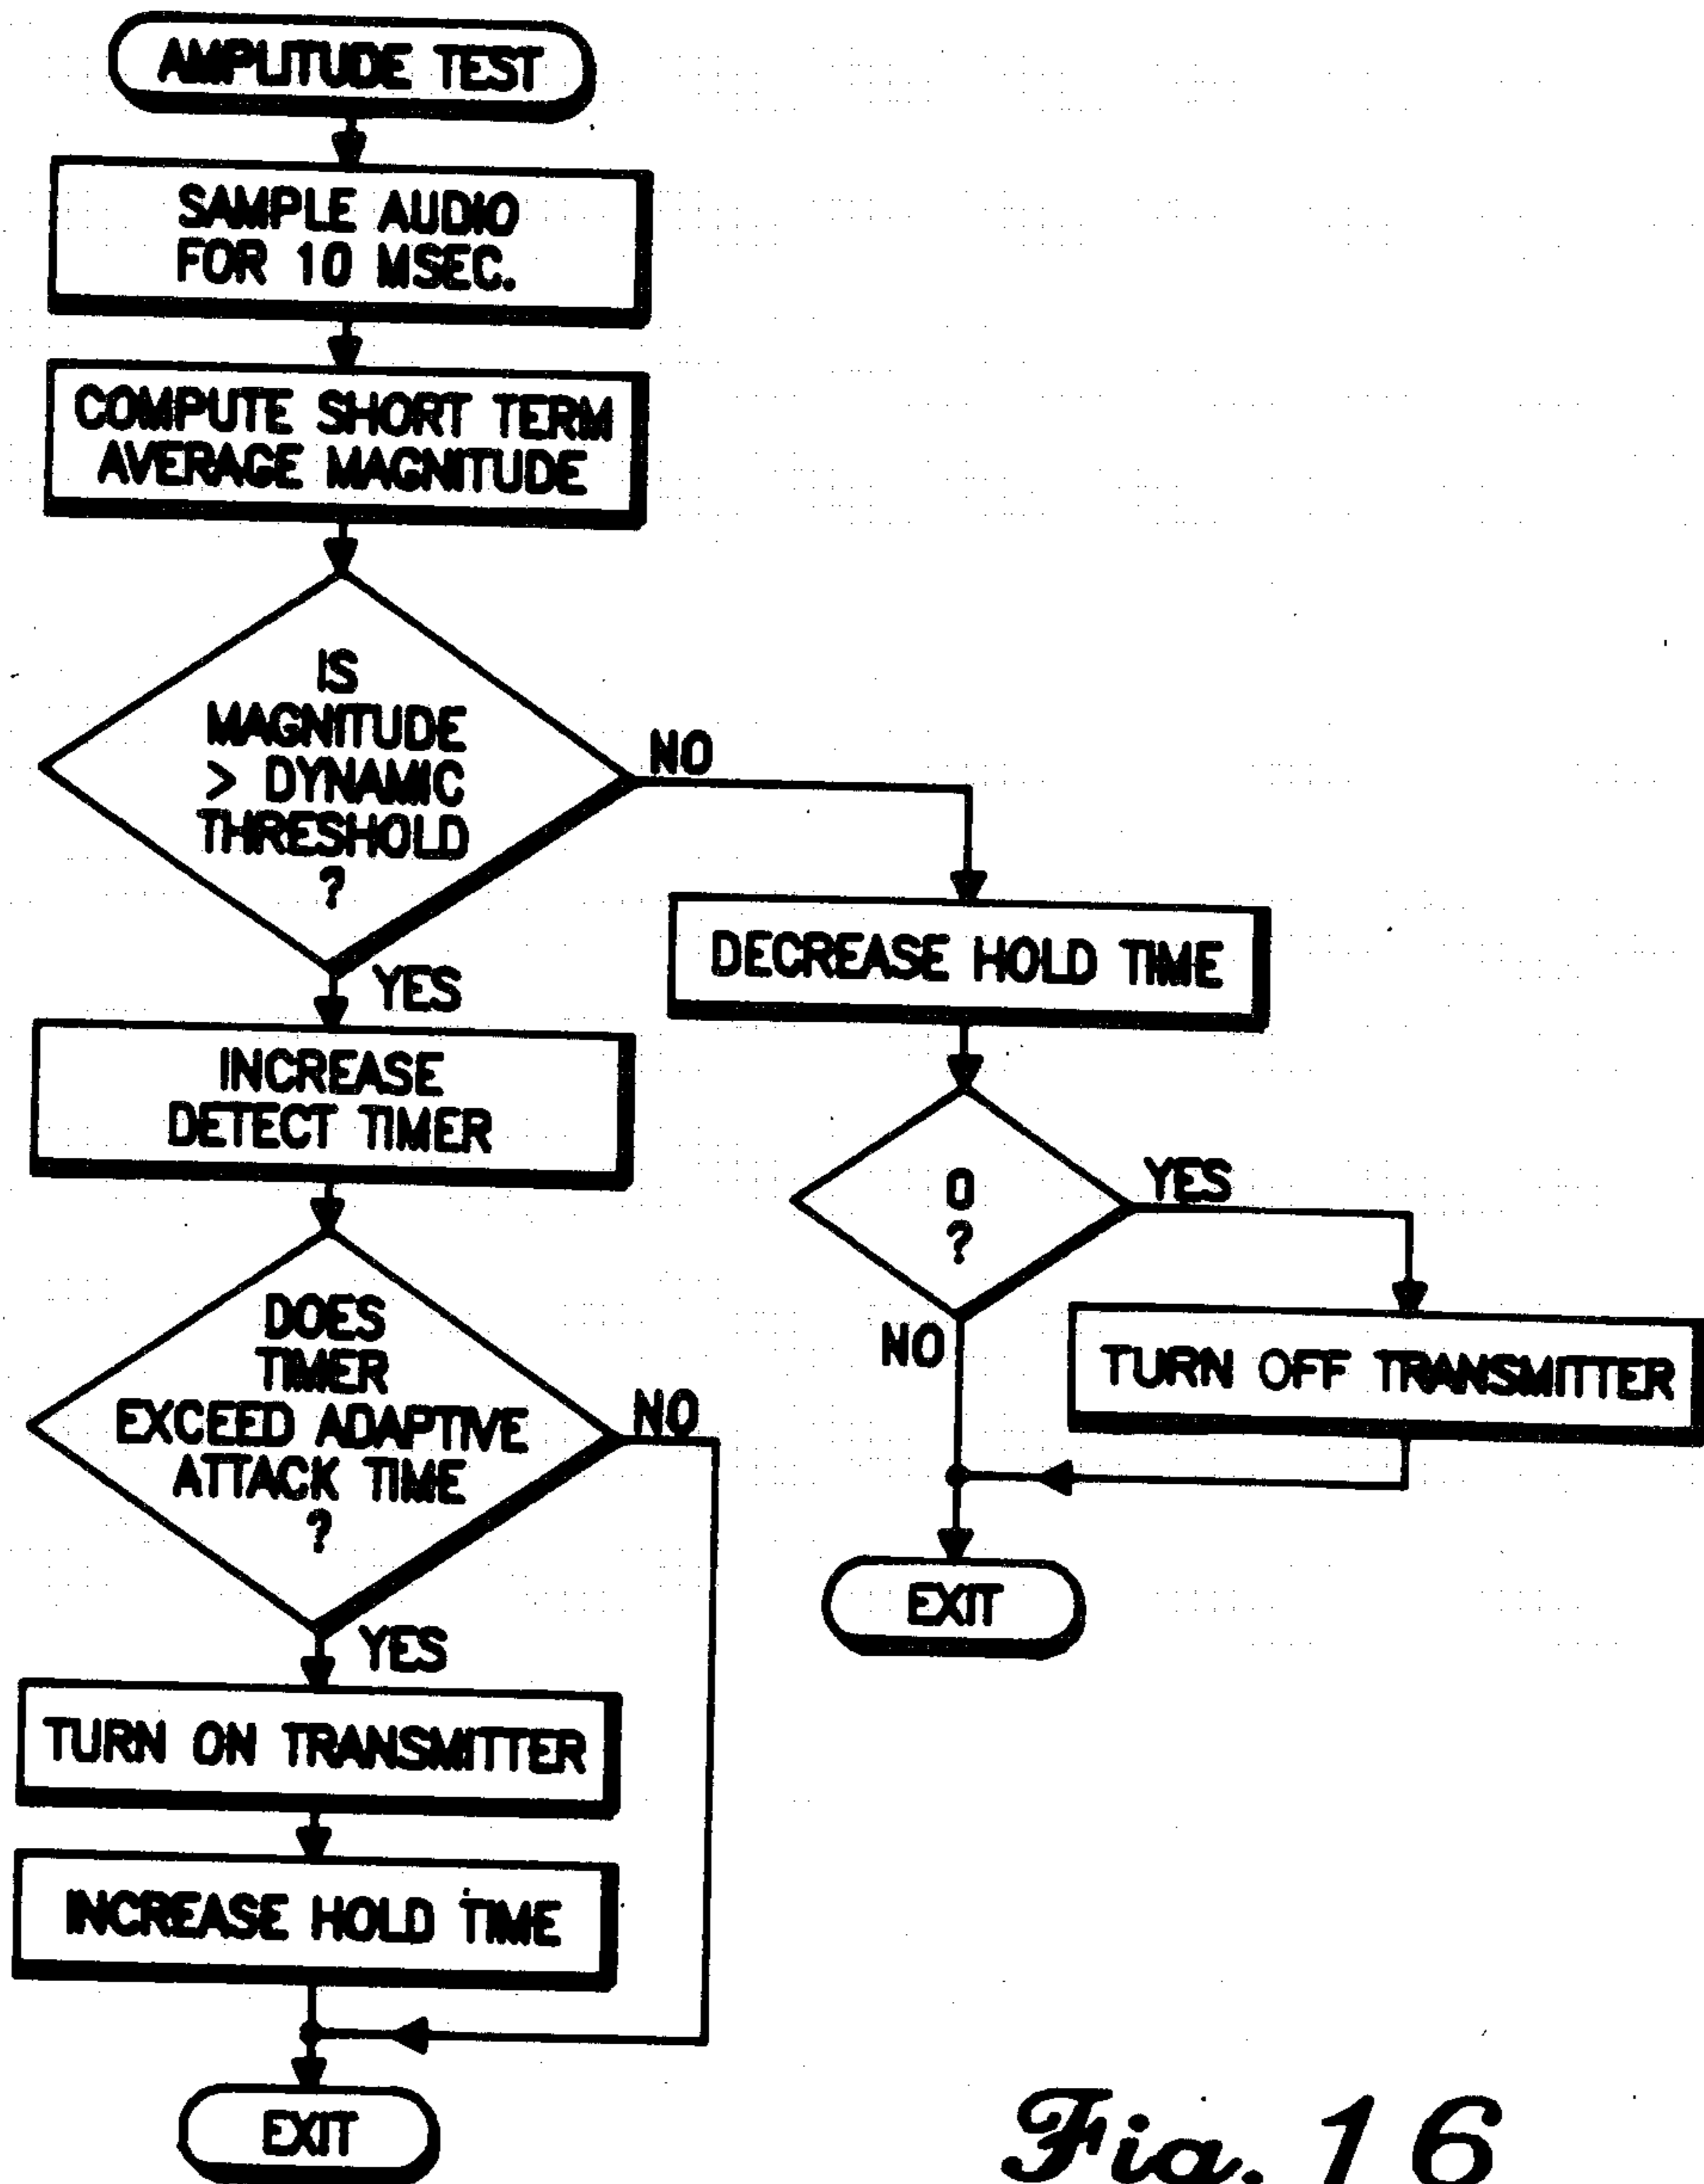 AMPLITUDE TEST
SAMPLE AUDIO
FOR 10 MSEC.
COMPUTE SHORT TERM
AVERAGE MAGNITUDE
IS
MAGNITUDE
> DYNAMIC
THRESHOLD
?
NO
YES
DECREASE HOLD TIME
INCREASE
DETECT TIMER
0
?
YES
NO
TURN OFF TRANSMITTER
EXIT
DOES
TIMER
EXCEED ADAPTIVE
ATTACK TIME
?
NO
YES
TURN ON TRANSMITTER
INCREASE HOLD TIME
EXIT
Fig. 16